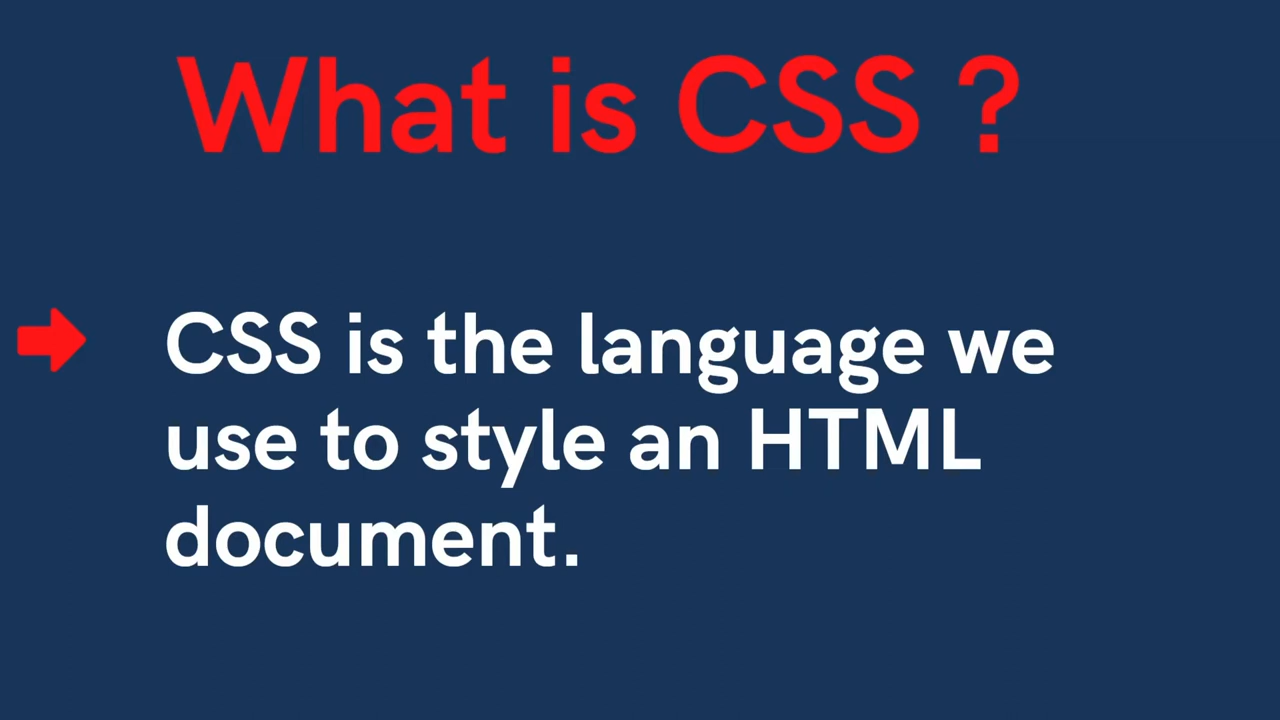 What is CSS ?
CSS is the language we
use to style an HTML
document.